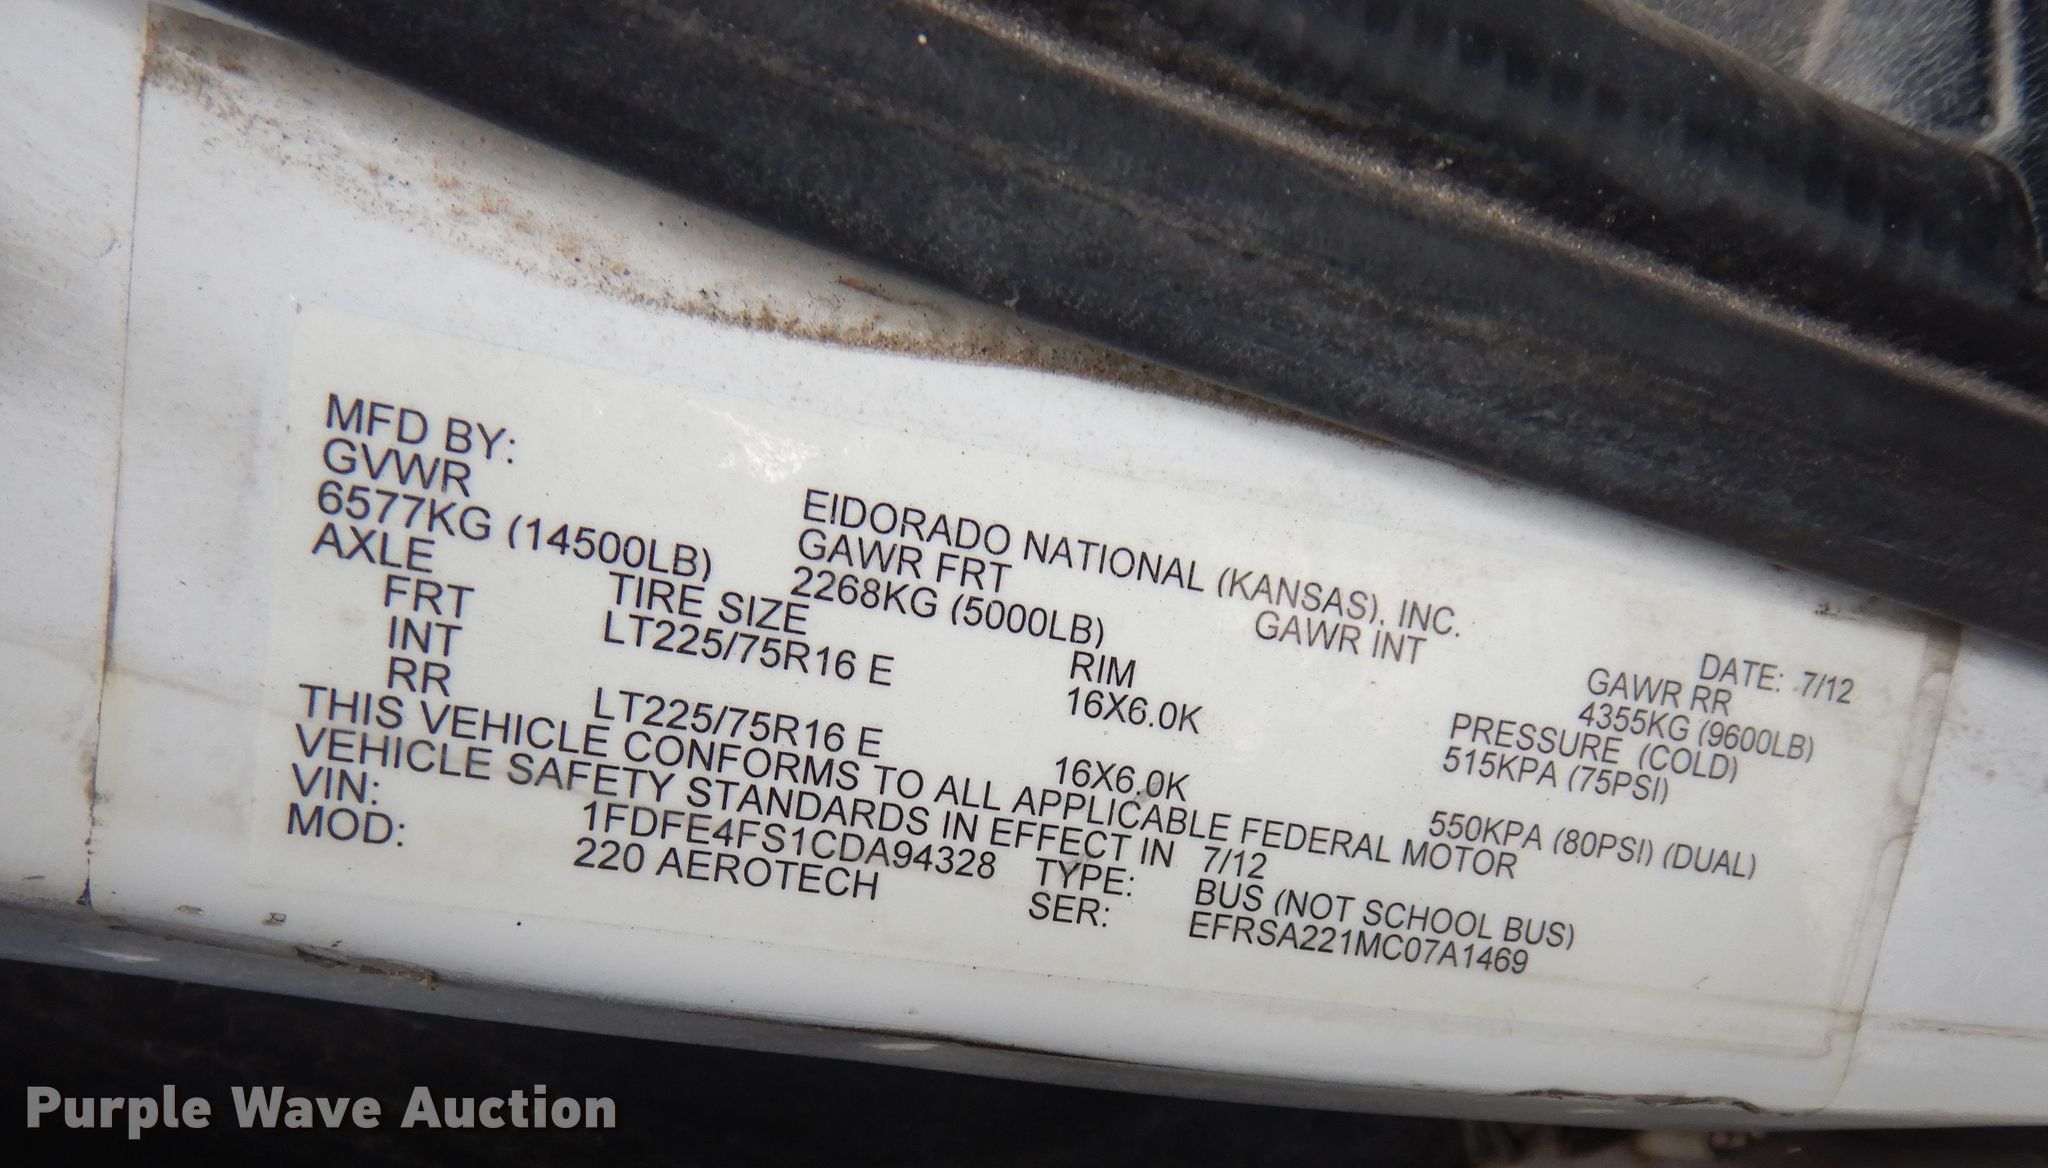 MFD BY: EIDORADO NATIONAL (KANSAS), INC. DATE: 7/12
GVWR GAWR FRT GAWR INT GAWR RR
6577KG (14500LB) 2268KG (5000LB) 4355KG (9600LB)
AXLE TIRE SIZE RIM PRESSURE (COLD)
FRT LT225/75R16 E 16X6.0K 515KPA (75PSI)
INT
RR LT225/75R16 E 16X6.0K 550KPA (80PSI) (DUAL)
THIS VEHICLE CONFORMS TO ALL APPLICABLE FEDERAL MOTOR
VEHICLE SAFETY STANDARDS IN EFFECT IN 7/12
VIN: 1FDFE4FS1CDA94328 TYPE: BUS (NOT SCHOOL BUS)
MOD: 220 AEROTECH SER: EFRSA221MC07A1469
Purple Wave Auction